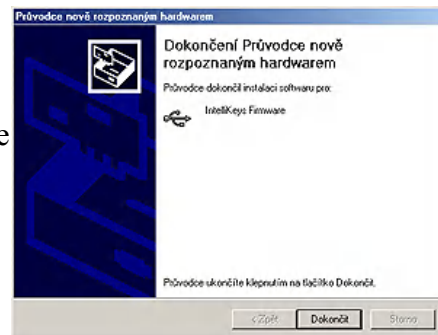 Průvodce nově rozpoznaným hardwarem
Dokončení Průvodce nově
rozpoznaným hardwarem
Průvodce dokončil instalaci softwaru pro:
IntelliKeys Firmware
e
Průvodce ukončíte klepnutím na tlačítko Dokončit.
< Zpět Dokončit Storno